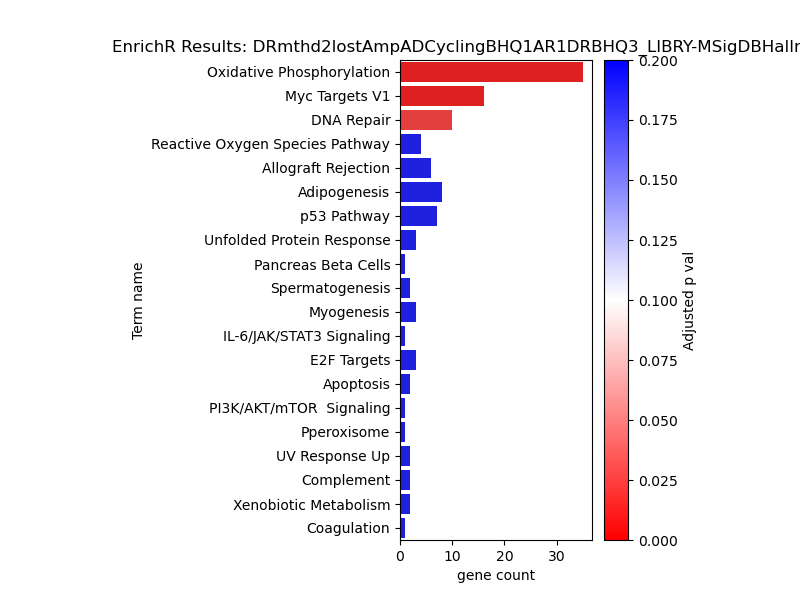 EnrichR Results: DRmthd2lostAmpADCyclingBHQ1AR1DRBHQ3_LIBRY-MSigDBHallr
Term name
Oxidative Phosphorylation
Myc Targets V1
DNA Repair
Reactive Oxygen Species Pathway
Allograft Rejection
Adipogenesis
p53 Pathway
Unfolded Protein Response
Pancreas Beta Cells
Spermatogenesis
Myogenesis
IL-6/JAK/STAT3 Signaling
E2F Targets
Apoptosis
PI3K/AKT/mTOR  Signaling
Pperoxisome
UV Response Up
Complement
Xenobiotic Metabolism
Coagulation
0 10 20 30
gene count
0.200
0.175
0.150
0.125
0.100
0.075
0.050
0.025
0.000
Adjusted p val